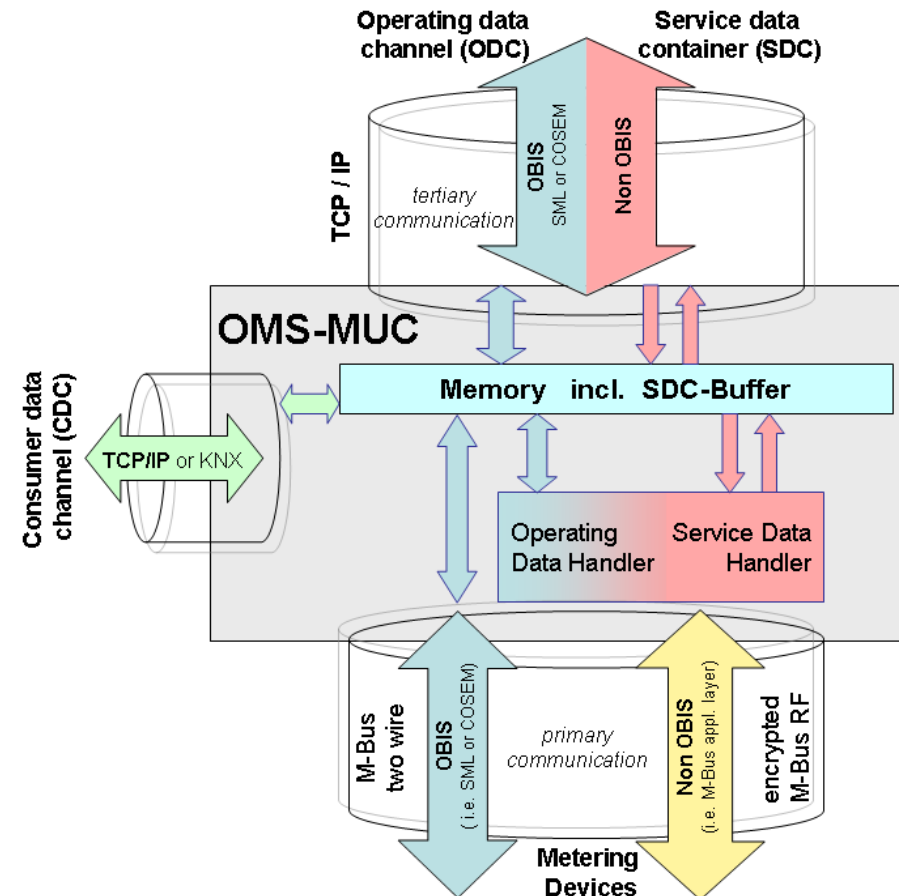 Operating data
channel (ODC)
Service data
container (SDC)
TCP / IP
tertiary
communication
OBIS
SML or COSEM
Non OBIS
OMS-MUC
Memory incl. SDC-Buffer
Consumer data
channel (CDC)
TCP/IP or KNX
Operating
Data Handler
Service Data
Handler
M-Bus
two wire
OBIS
( i.e. SML or COSEM)
primary
communication
Non OBIS
(i.e. M-Bus appl. layer)
encrypted
M-Bus RF
Metering
Devices